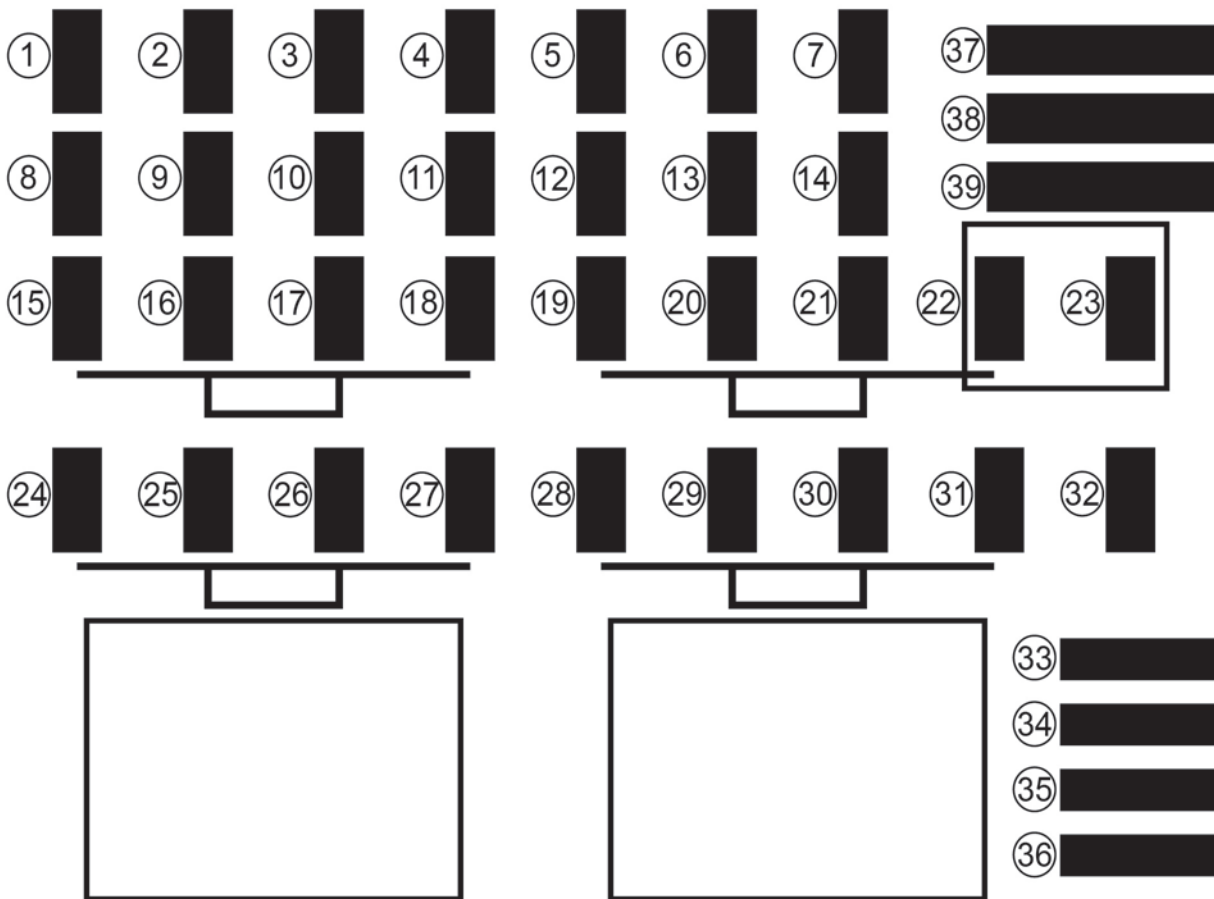 ① ② ③ ④ ⑤ ⑥ ⑦ ㊲
㊳
⑧ ⑨ ⑩ ⑪ ⑫ ⑬ ⑭ ㊴
⑮ ⑯ ⑰ ⑱ ⑲ ⑳ ㉑ ㉒ ㉓
㉔ ㉕ ㉖ ㉗ ㉘ ㉙ ㉚ ㉛ ㉜
㉝
㉞
㉟
㊱